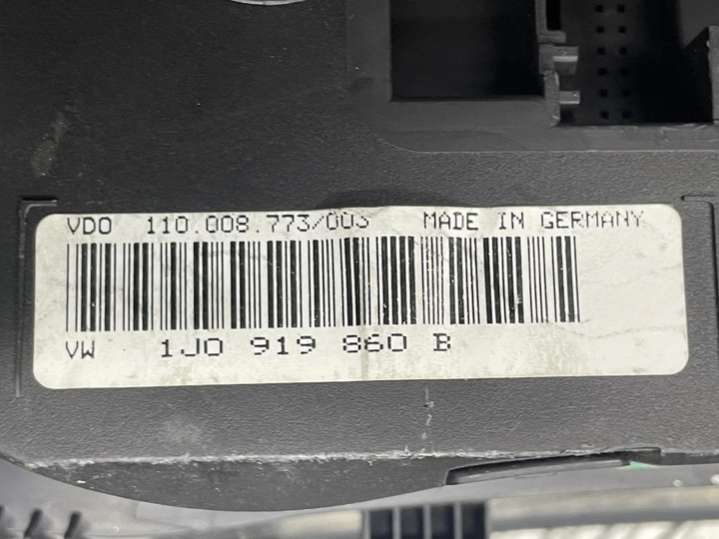 VDO 110.008.773/003 MADE IN GERMANY
VW 1J0 919 860 B